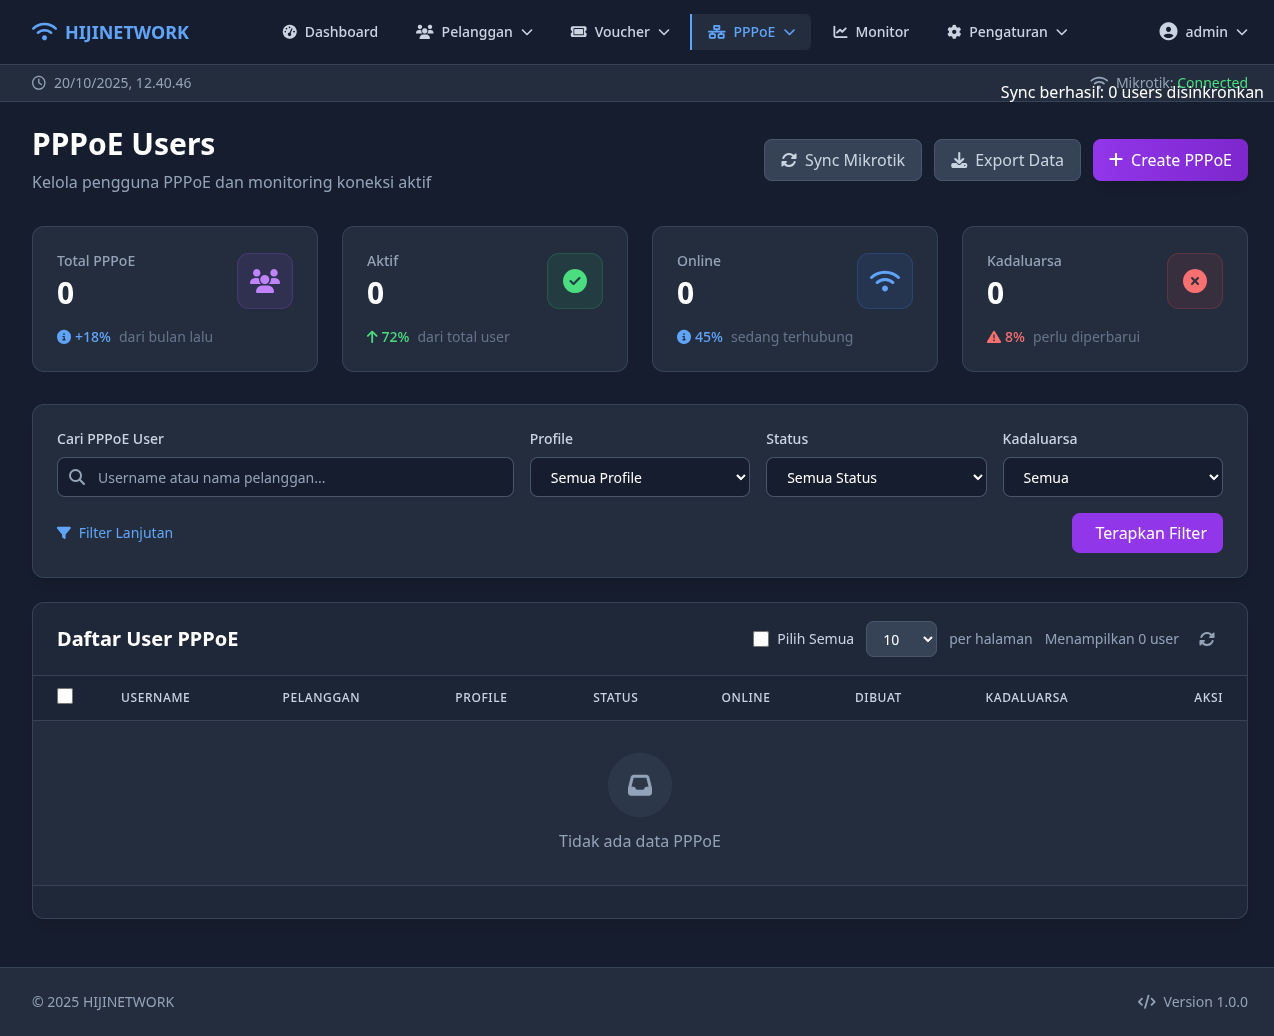 HIJINETWORK
Dashboard
Pelanggan
Voucher
PPPoE
Monitor
Pengaturan
admin
20/10/2025, 12.40.46
Mikrotik: Connected
Sync berhasil: 0 users disinkronkan
PPPoE Users
Kelola pengguna PPPoE dan monitoring koneksi aktif
Sync Mikrotik
Export Data
Create PPPoE
Total PPPoE
0
+18% dari bulan lalu
Aktif
0
72% dari total user
Online
0
45% sedang terhubung
Kadaluarsa
0
8% perlu diperbarui
Cari PPPoE User
Username atau nama pelanggan...
Profile
Semua Profile
Status
Semua Status
Kadaluarsa
Semua
Filter Lanjutan
Terapkan Filter
Daftar User PPPoE
Pilih Semua
10
per halaman
Menampilkan 0 user
USERNAME PELANGGAN PROFILE STATUS ONLINE DIBUAT KADALUARSA AKSI
Tidak ada data PPPoE
© 2025 HIJINETWORK
Version 1.0.0